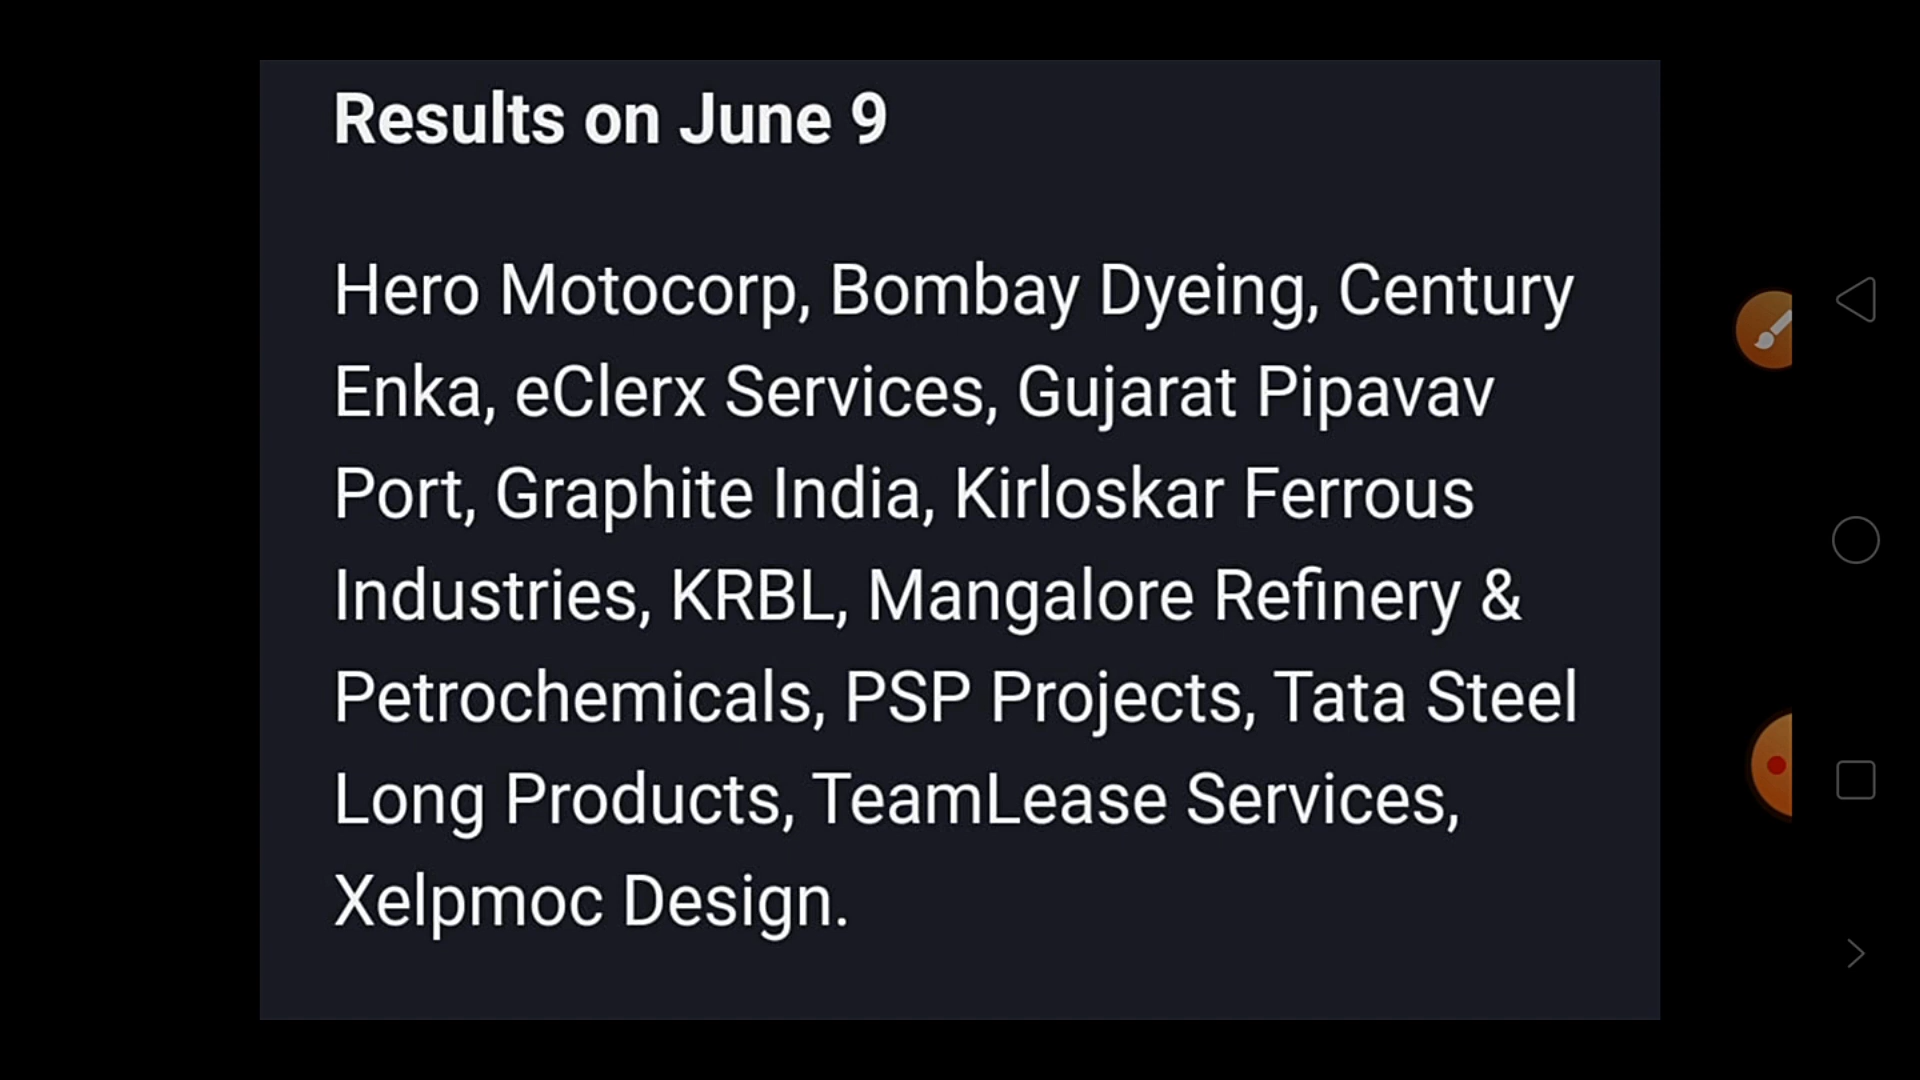 Results on June 9
Hero Motocorp, Bombay Dyeing, Century
Enka, eClerx Services, Gujarat Pipavav
Port, Graphite India, Kirloskar Ferrous
Industries, KRBL, Mangalore Refinery &
Petrochemicals, PSP Projects, Tata Steel
Long Products, TeamLease Services,
Xelpmoc Design.